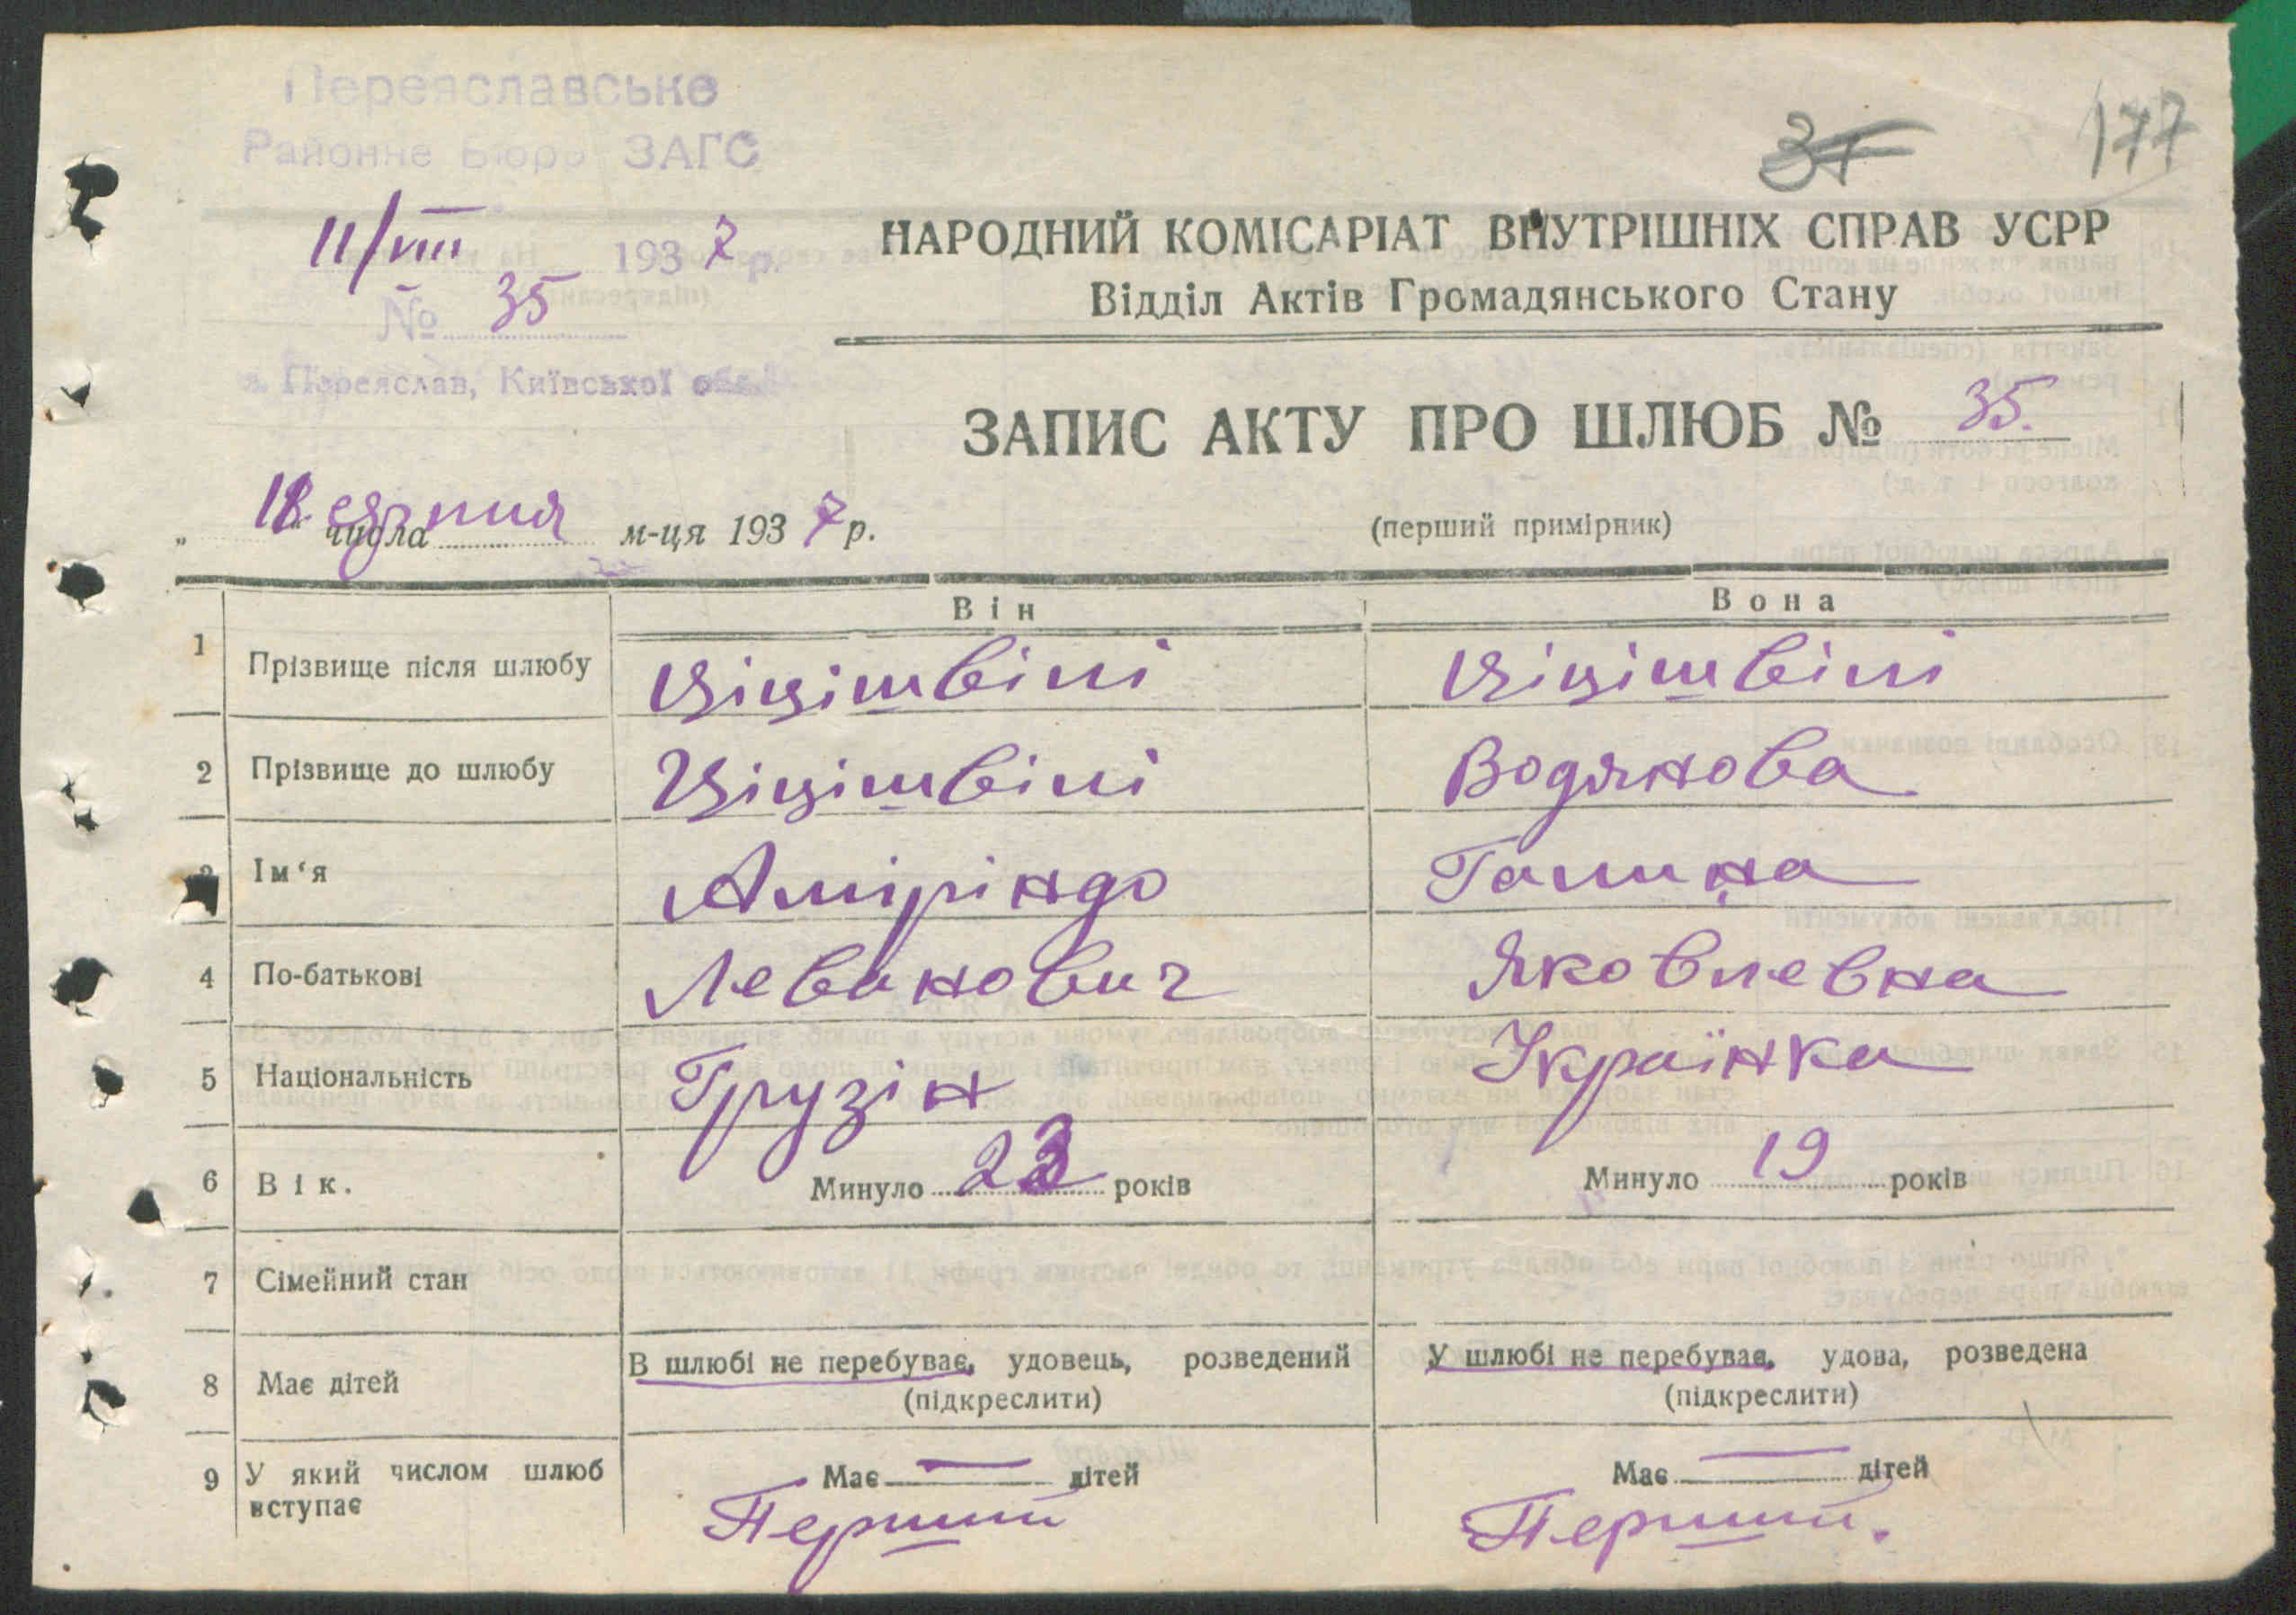 Переяславське
Районне Бюро ЗАГС
11/VIII 1937 р.
№ 35
м. Переяслав, Київської обл.
37
177
НАРОДНИЙ КОМІСАРІАТ ВНУТРІШНІХ СПРАВ УСРР
Відділ Актів Громадянського Стану
ЗАПИС АКТУ ПРО ШЛЮБ № 35.
„ 11 “ числа серпня м-ця 1937 р.
(перший примірник)
Він Вона
1 Прізвище після шлюбу Ціцішвілі Ціцішвілі
2 Прізвище до шлюбу Ціцішвілі Водянова
3 Ім‘я Аміріндо Галина
4 По-батькові Леванович Яковлевна
5 Національність Грузін Українка
6 Вік. Минуло 23 років Минуло 19 років
7 Сімейний стан
8 Має дітей В шлюбі не перебуває, удовець, розведений У шлюбі не перебуває, удова, розведена
(підкреслити) (підкреслити)
9 У який числом шлюб вступає Має — дітей Має — дітей
Перший Перший.